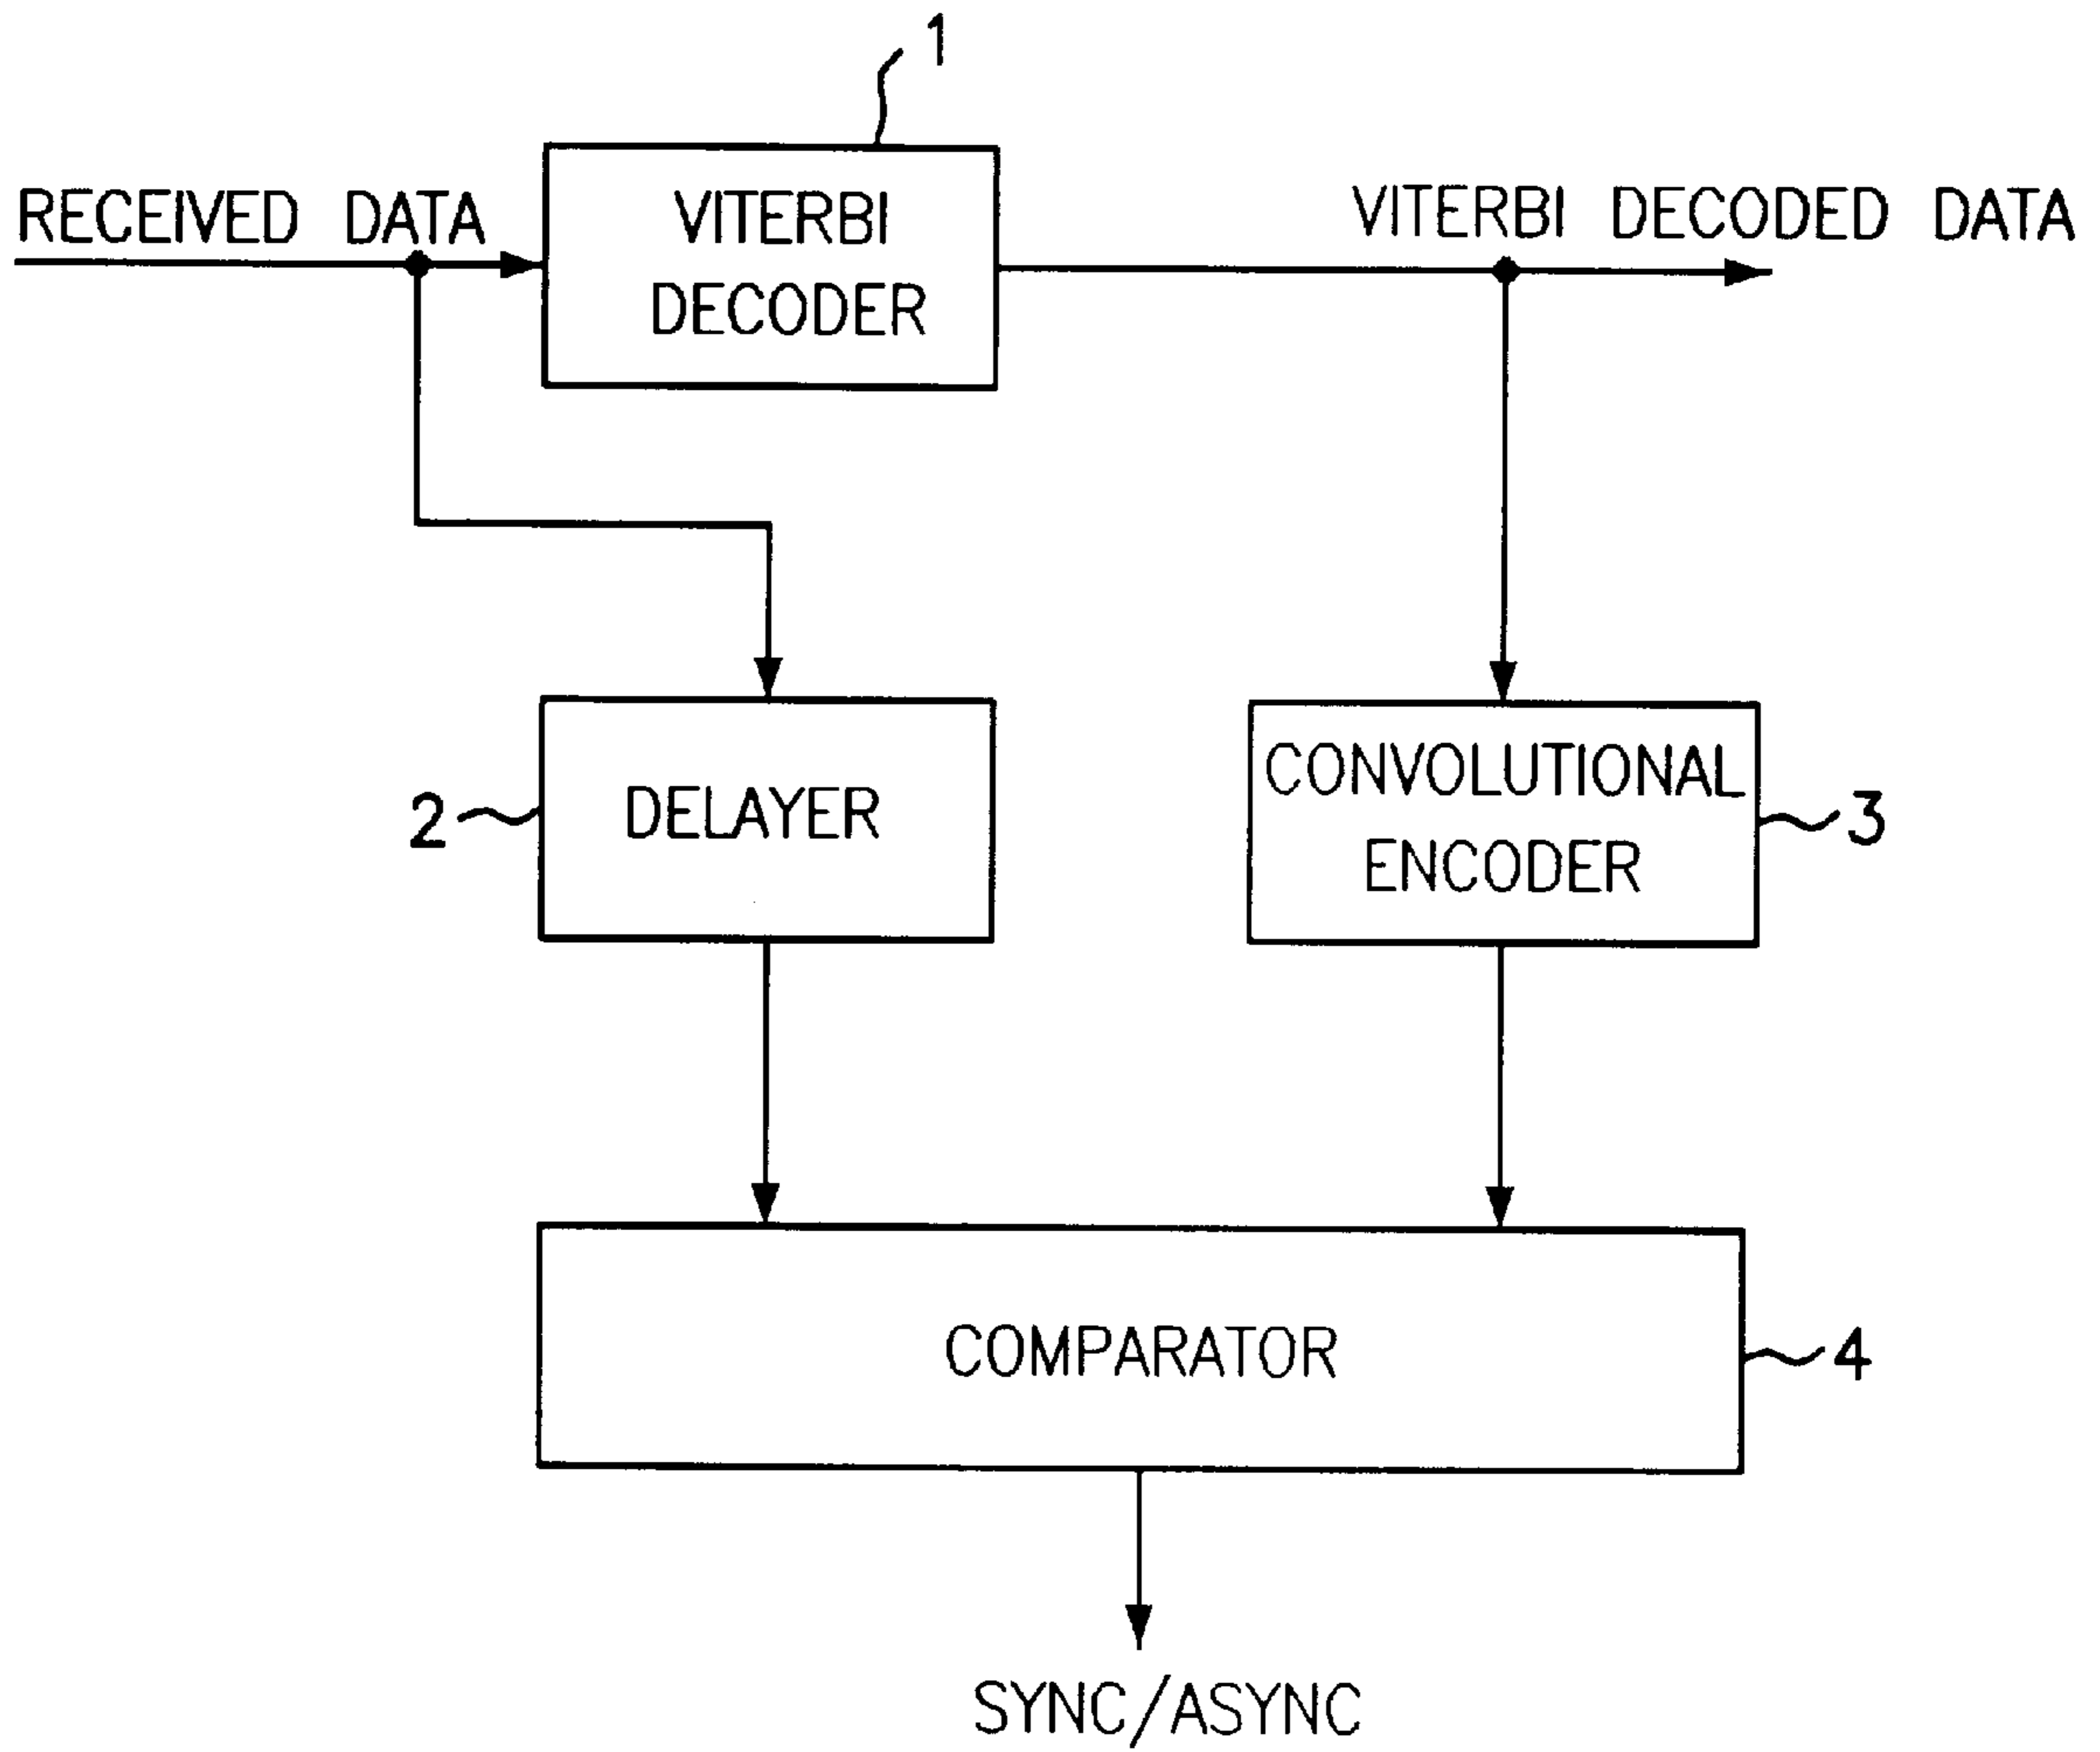 1
RECEIVED DATA
VITERBI
DECODER
VITERBI DECODED DATA
2
DELAYER
CONVOLUTIONAL
ENCODER
3
COMPARATOR
4
SYNC/ASYNC